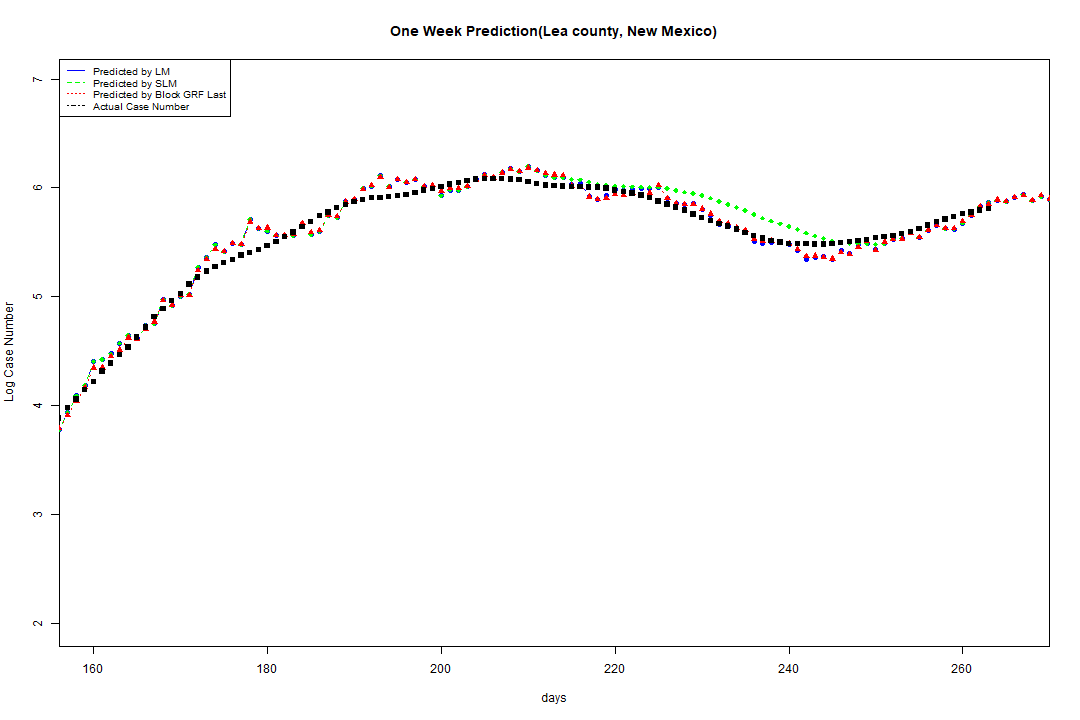 One Week Prediction(Lea county, New Mexico)
Predicted by LM
Predicted by SLM
Predicted by Block GRF Last
Actual Case Number
7
6
5
4
3
2
Log Case Number
160 180 200 220 240 260
days